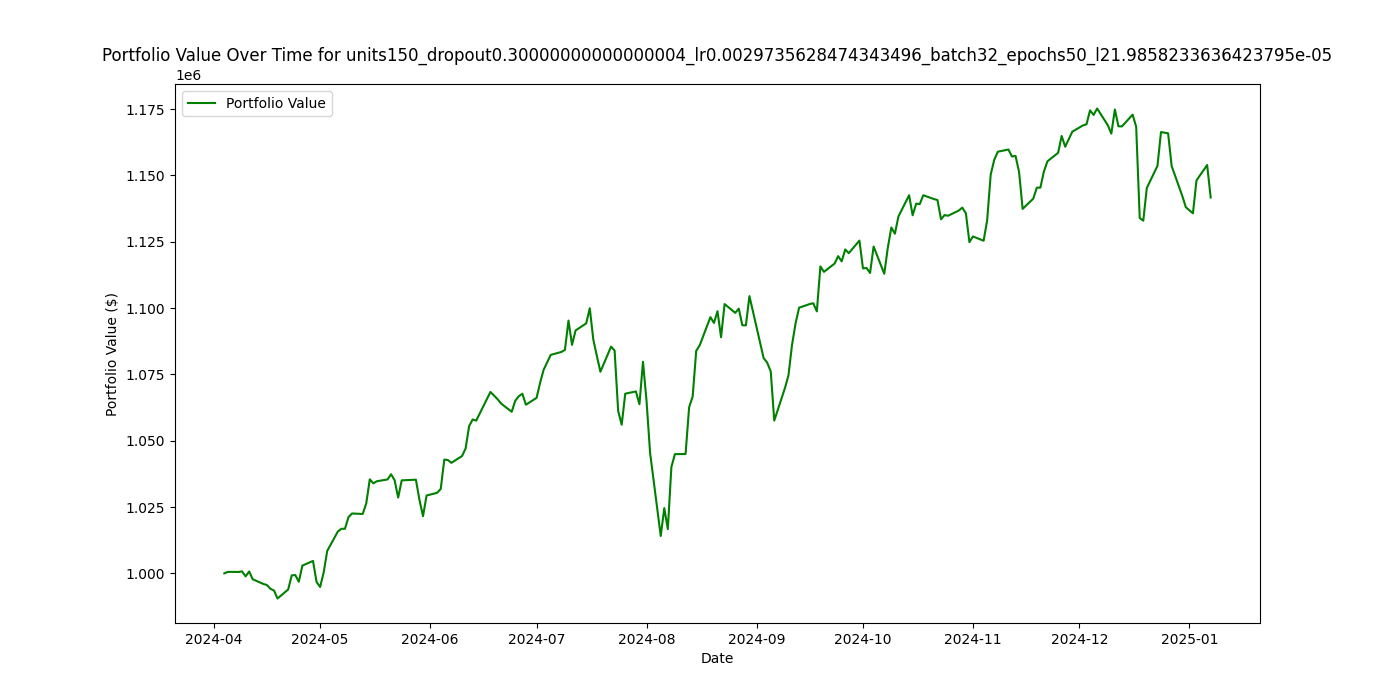 Portfolio Value Over Time for units150_dropout0.30000000000000004_lr0.0029735628474343496_batch32_epochs50_l21.9858233636423795e-05
1e6
Portfolio Value
1.175
1.150
1.125
1.100
1.075
1.050
1.025
1.000
Portfolio Value ($)
2024-04 2024-05 2024-06 2024-07 2024-08 2024-09 2024-10 2024-11 2024-12 2025-01
Date